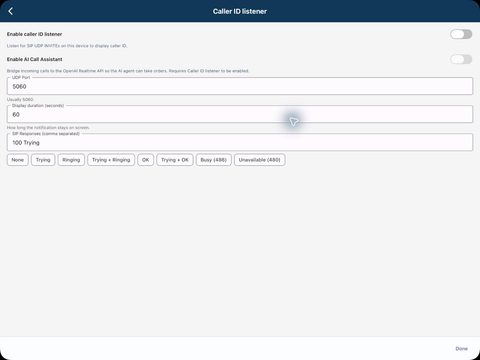 Caller ID listener
Enable caller ID listener
Listen for SIP UDP INVITEs on this device to display caller ID.
Enable AI Call Assistant
Bridge incoming calls to the OpenAI Realtime API so the AI agent can take orders. Requires Caller ID listener to be enabled.
UDP Port
5060
Usually 5060.
Display duration (seconds)
60
How long the notification stays on screen.
SIP Responses (comma separated)
100 Trying
None Trying Ringing Trying + Ringing OK Trying + OK Busy (486) Unavailable (480)
Done